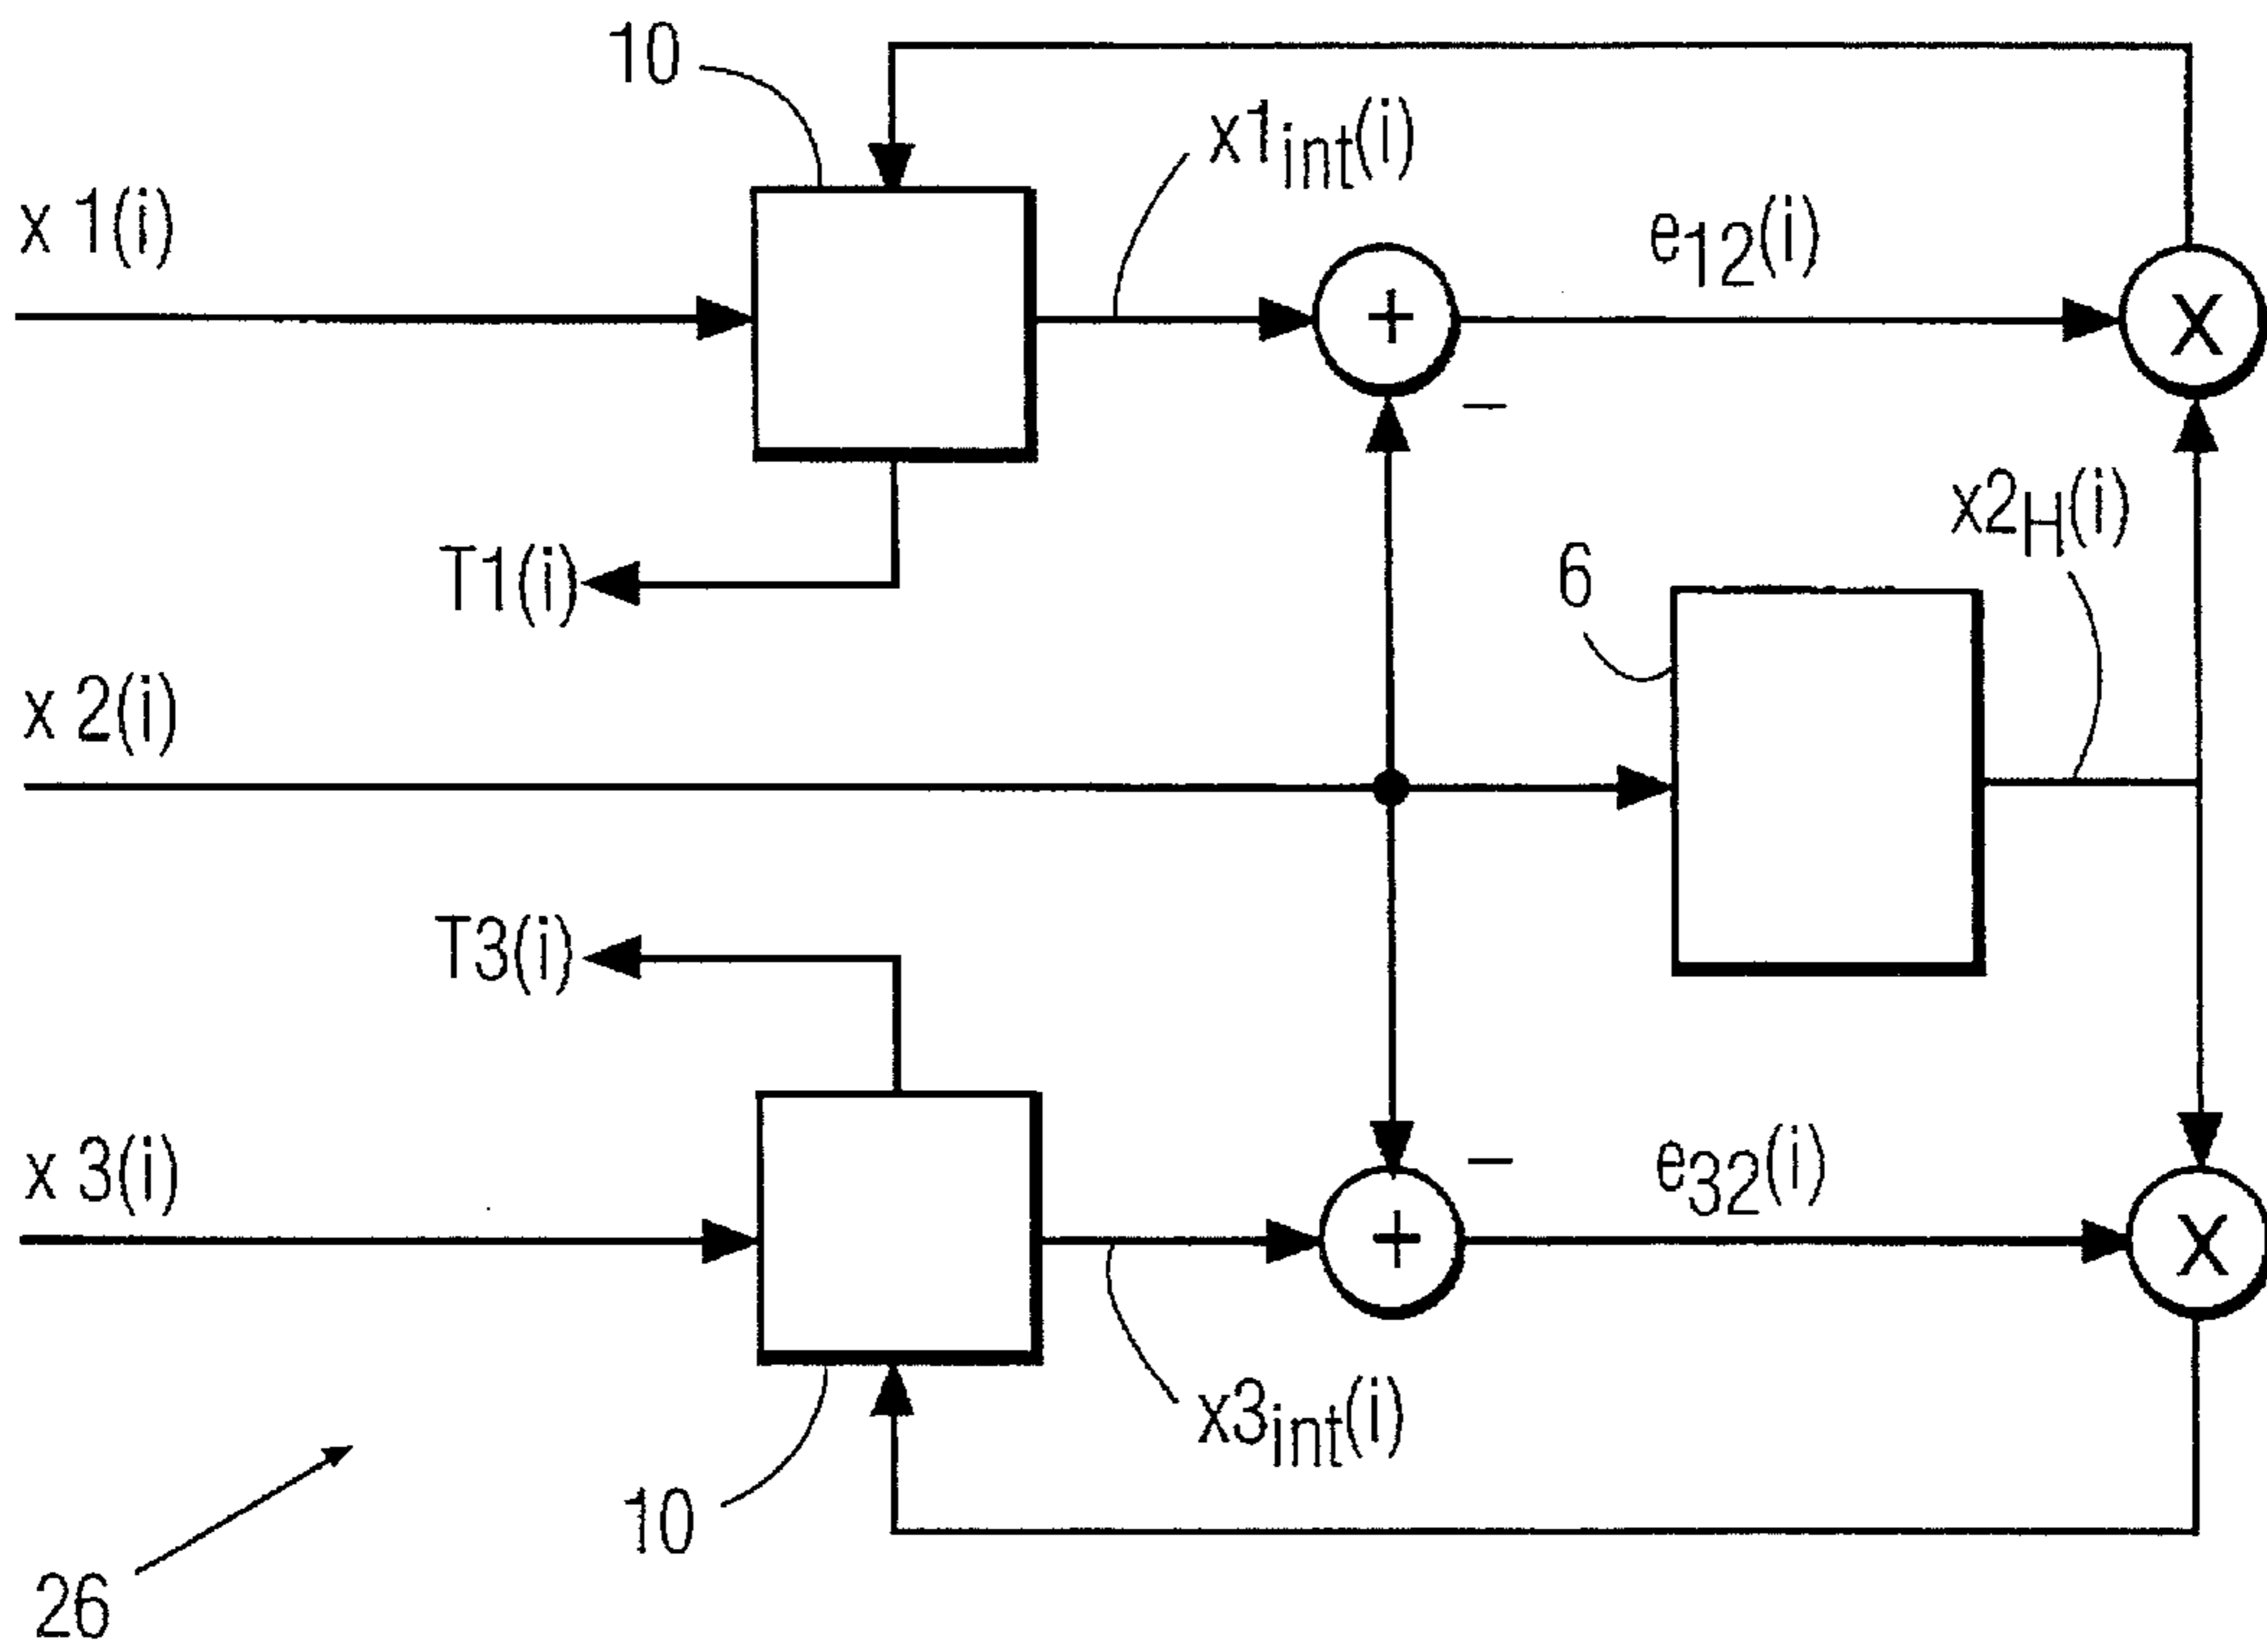 10
x1int(i)
x 1(i)
e12(i)
+
X
−
x2H(i)
T1(i)
6
x 2(i)
T3(i)
x 3(i)
−
e32(i)
+
X
x3int(i)
10
26